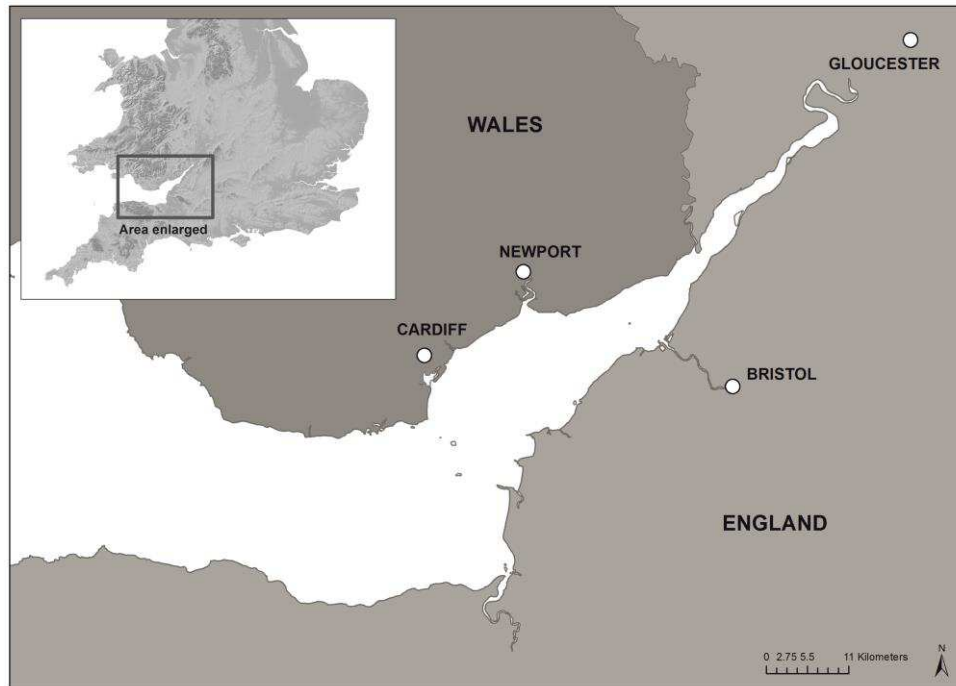 Area enlarged
WALES
GLOUCESTER
NEWPORT
CARDIFF
BRISTOL
ENGLAND
0 2.75 5.5 11 Kilometers
N